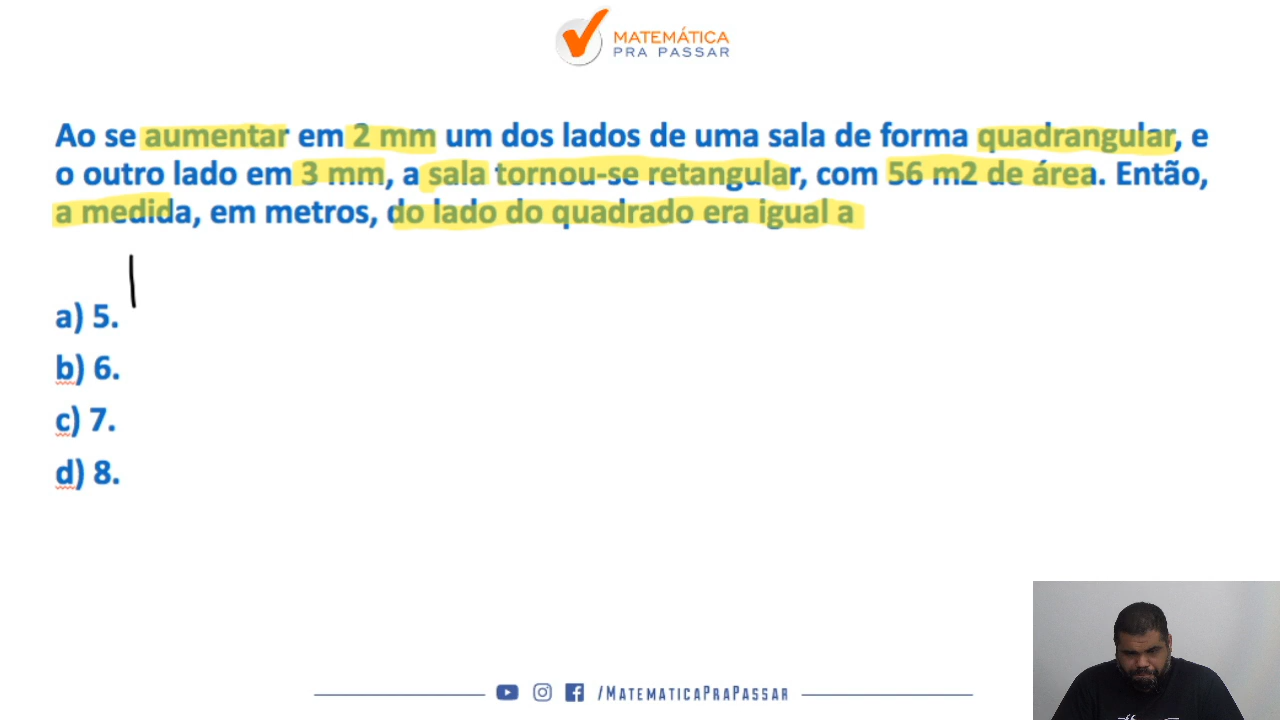 MATEMÁTICA
PRA PASSAR
Ao se aumentar em 2 mm um dos lados de uma sala de forma quadrangular, e
o outro lado em 3 mm, a sala tornou-se retangular, com 56 m2 de área. Então,
a medida, em metros, do lado do quadrado era igual a
a) 5.
b) 6.
c) 7.
d) 8.
/MATEMATICAPRAPASSAR